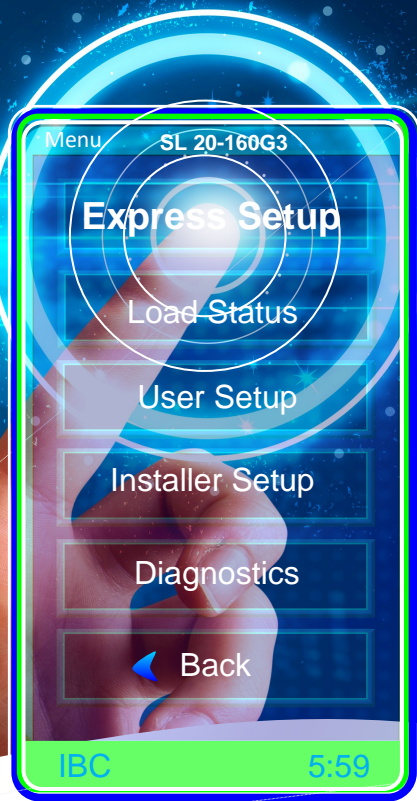 Menu SL 20-160G3
Express Setup
Load Status
User Setup
Installer Setup
Diagnostics
Back
IBC 5:59